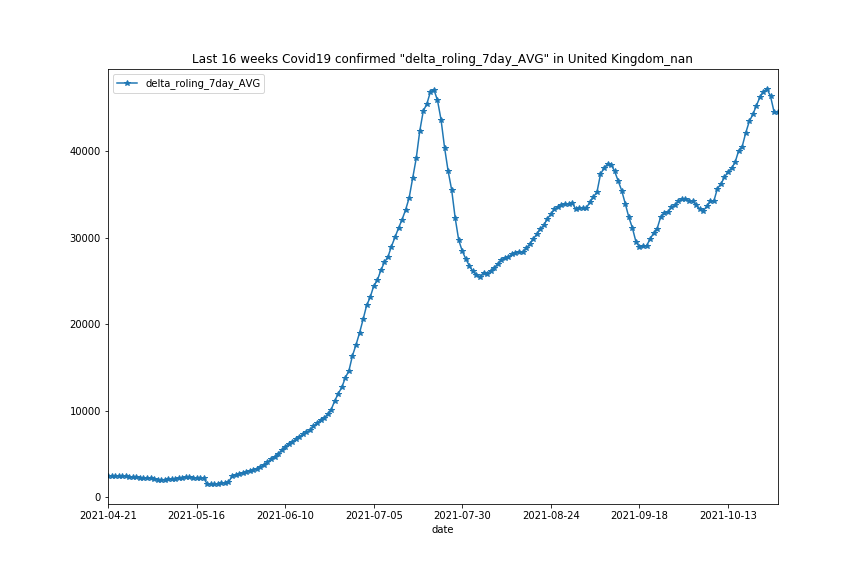 Last 16 weeks Covid19 confirmed "delta_roling_7day_AVG" in United Kingdom_nan
delta_roling_7day_AVG
40000
30000
20000
10000
0
2021-04-21 2021-05-16 2021-06-10 2021-07-05 2021-07-30 2021-08-24 2021-09-18 2021-10-13
date